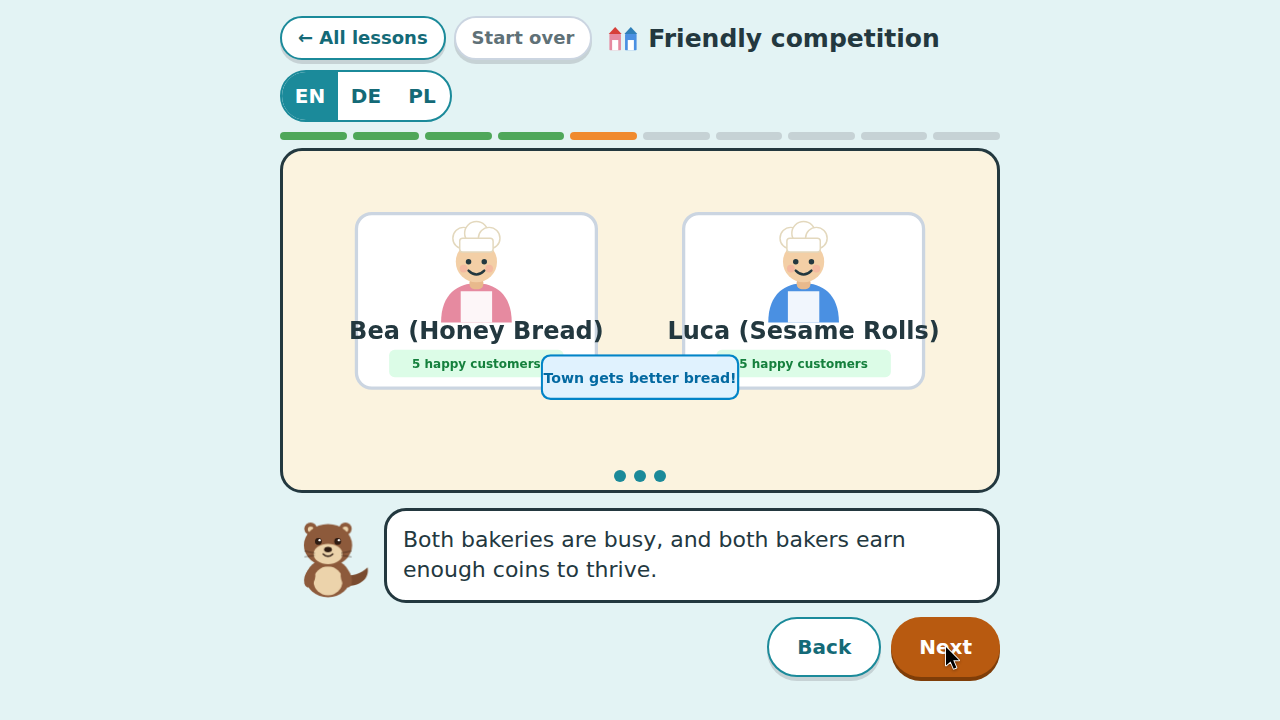 ← All lessons
Start over
Friendly competition
EN
DE
PL
Bea (Honey Bread)
Luca (Sesame Rolls)
5 happy customers
5 happy customers
Town gets better bread!
Both bakeries are busy, and both bakers earn
enough coins to thrive.
Back
Next